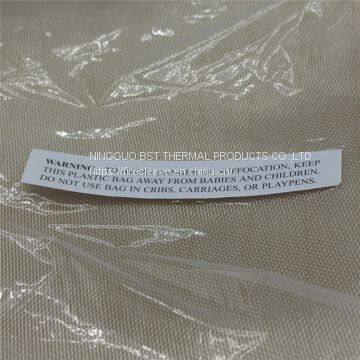 WARNING: FOCATION, KEEP
THIS PLASTIC BAG AWAY FROM BABIES AND CHILDREN.
DO NOT USE BAG IN CRIBS, CARRIAGES, OR PLAYPENS.
NINGGUO BST THERMAL PRODUCTS CO.,LTD